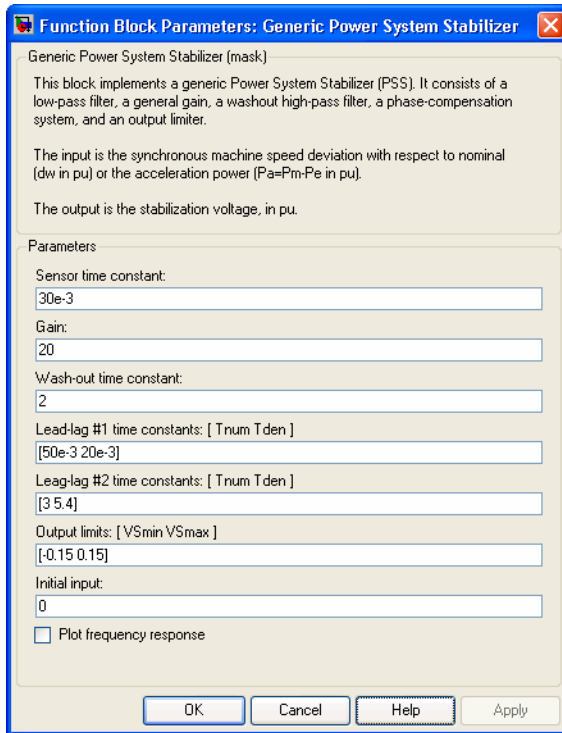 Function Block Parameters: Generic Power System Stabilizer
Generic Power System Stabilizer (mask)
This block implements a generic Power System Stabilizer (PSS). It consists of a
low-pass filter, a general gain, a washout high-pass filter, a phase-compensation
system, and an output limiter.
The input is the synchronous machine speed deviation with respect to nominal
(dw in pu) or the acceleration power (Pa=Pm-Pe in pu).
The output is the stabilization voltage, in pu.
Parameters
Sensor time constant:
30e-3
Gain:
20
Wash-out time constant:
2
Lead-lag #1 time constants: [ Tnum Tden ]
[50e-3 20e-3]
Leag-lag #2 time constants: [ Tnum Tden ]
[3 5.4]
Output limits: [ VSmin VSmax ]
[-0.15 0.15]
Initial input:
0
Plot frequency response
OK Cancel Help Apply